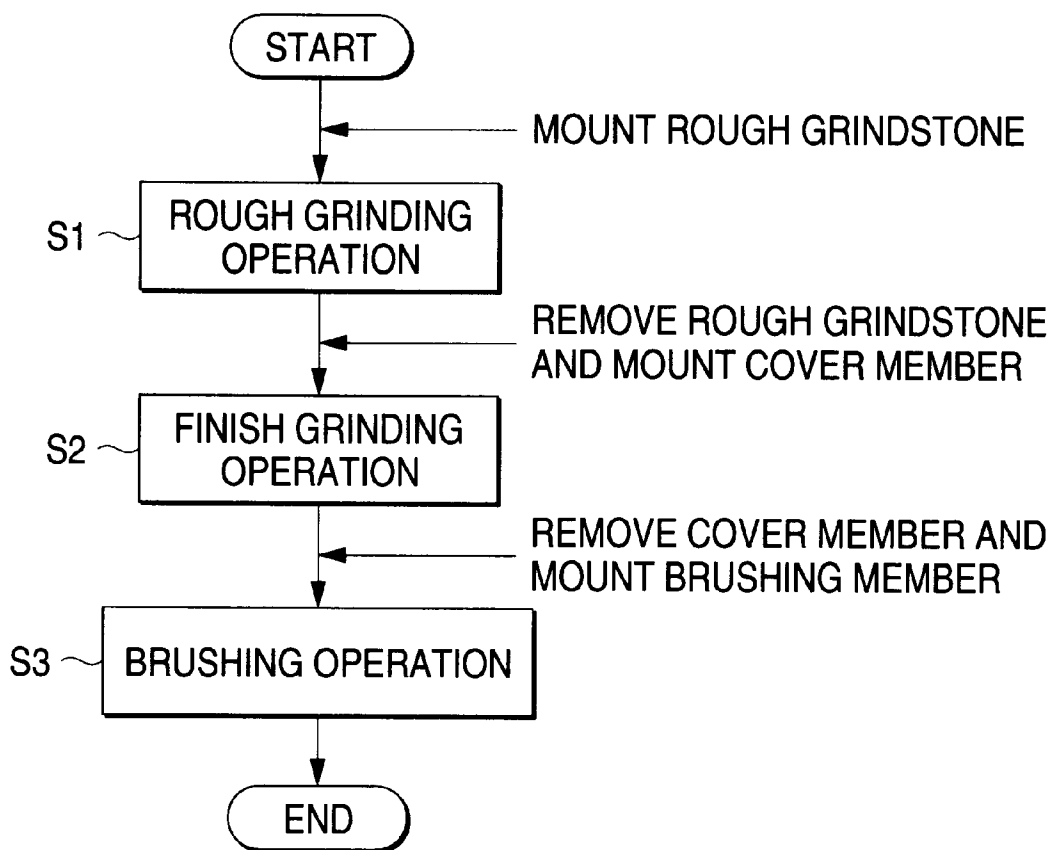 START
MOUNT ROUGH GRINDSTONE
S1
ROUGH GRINDING
OPERATION
REMOVE ROUGH GRINDSTONE
AND MOUNT COVER MEMBER
S2
FINISH GRINDING
OPERATION
REMOVE COVER MEMBER AND
MOUNT BRUSHING MEMBER
S3
BRUSHING OPERATION
END